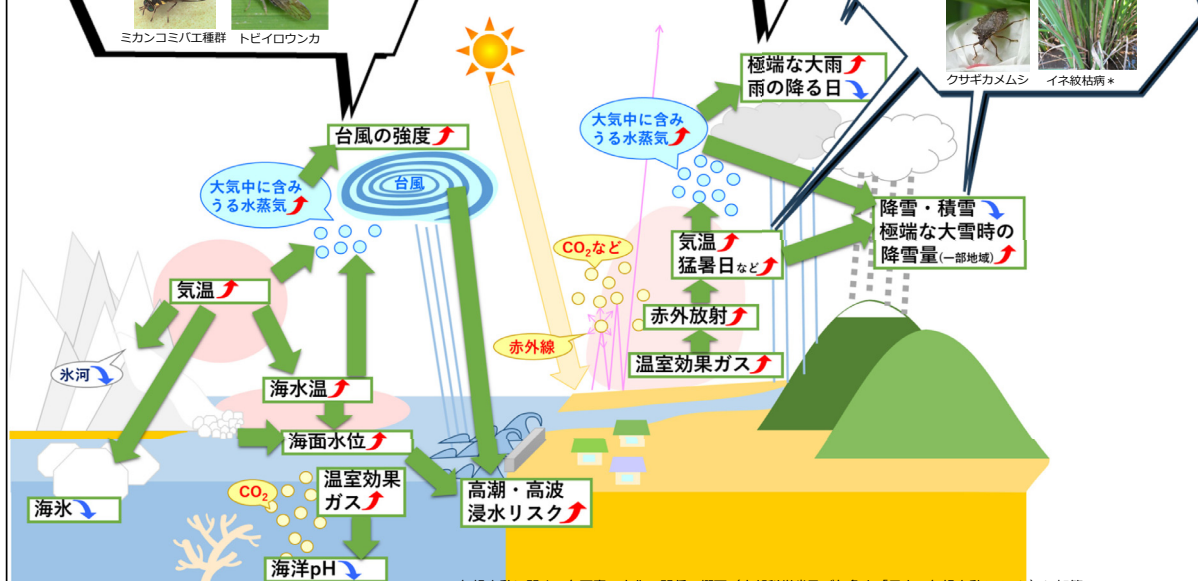 ミカンコミバエ種群
トビイロウンカ
クサギカメムシ
イネ紋枯病＊
極端な大雨
雨の降る日
大気中に含み
うる水蒸気
台風の強度
台風
大気中に含み
うる水蒸気
降雪・積雪
極端な大雪時の
降雪量(一部地域)
CO₂など
気温
猛暑日など
気温
赤外放射
赤外線
温室効果ガス
氷河
海水温
海面水位
温室効果
ガス
CO₂
高潮・高波
浸水リスク
海氷
海洋pH